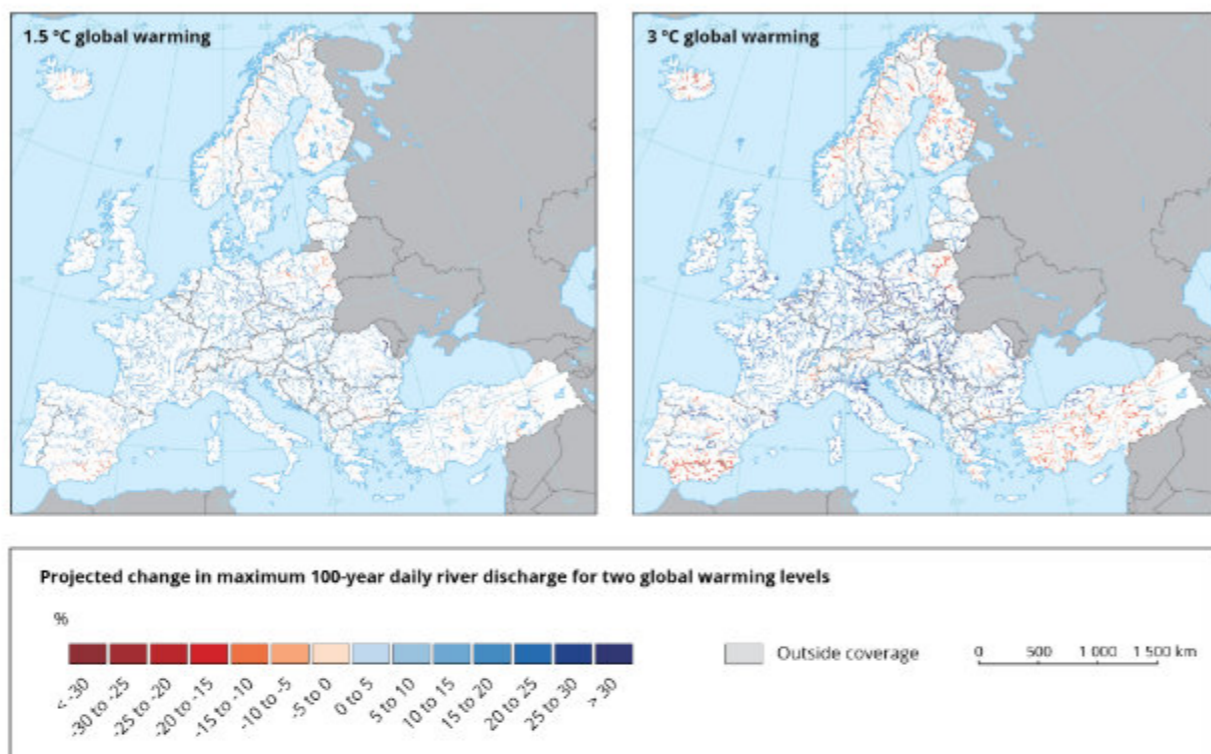 1.5 °C global warming
3 °C global warming
Projected change in maximum 100-year daily river discharge for two global warming levels
%
< -30
-30 to -25
-25 to -20
-20 to -15
-15 to -10
-10 to -5
-5 to 0
0 to 5
5 to 10
10 to 15
15 to 20
20 to 25
25 to 30
> 30
Outside coverage
0 500 1 000 1 500 km